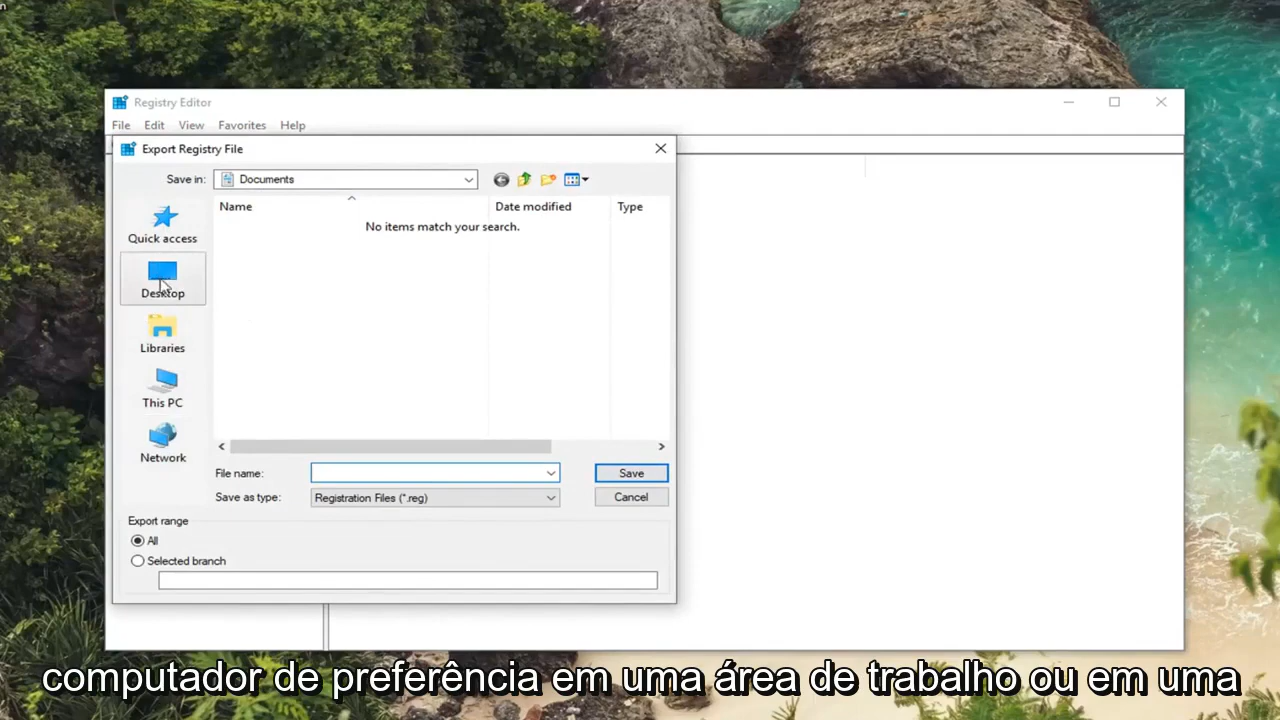 n
Registry Editor
File Edit View Favorites Help
Export Registry File
Save in: Documents
Name Date modified Type
No items match your search.
Quick access
Desktop
Libraries
This PC
Network
File name: Save
Save as type: Registration Files (*.reg) Cancel
Export range
All
Selected branch
computador de preferência em uma área de trabalho ou em uma